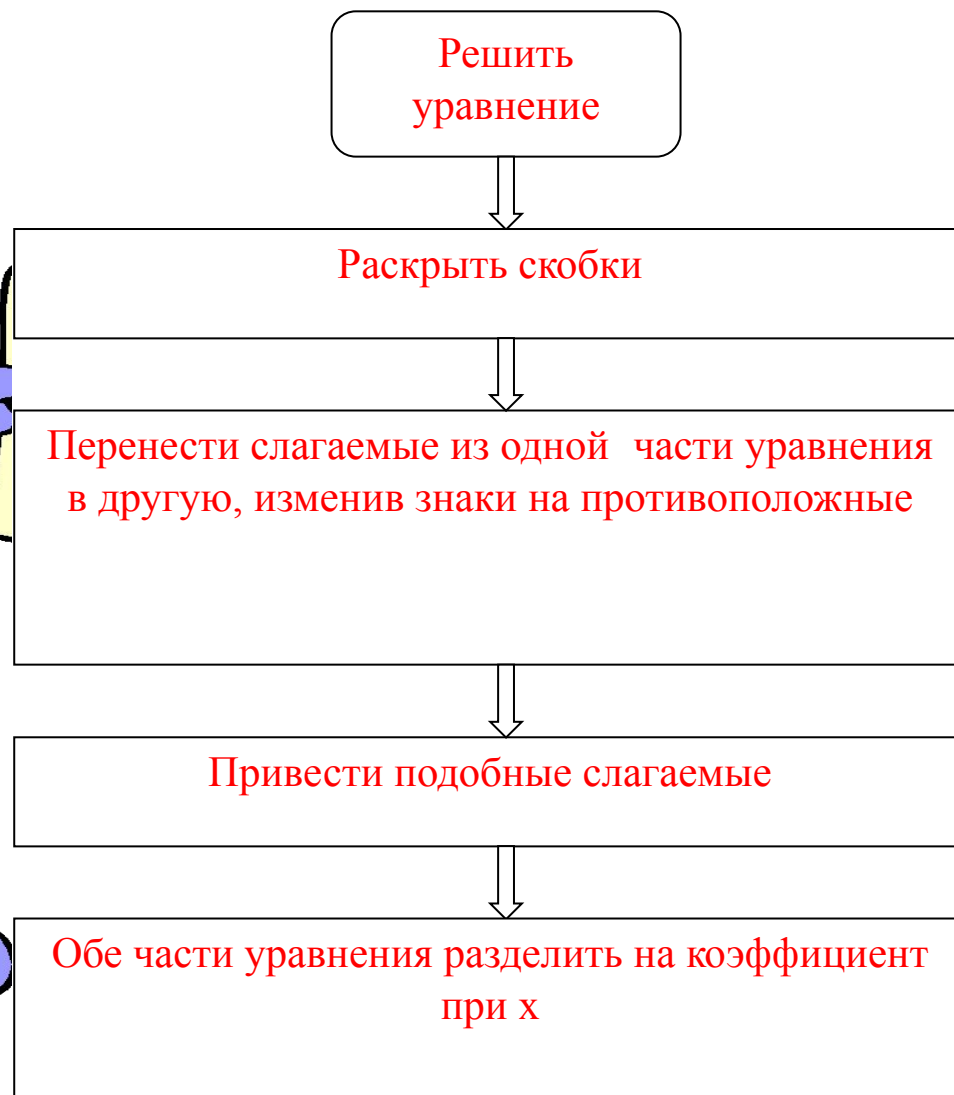 Решить
уравнение
Раскрыть скобки
Перенести слагаемые из одной части уравнения
в другую, изменив знаки на противоположные
Привести подобные слагаемые
Обе части уравнения разделить на коэффициент
при х